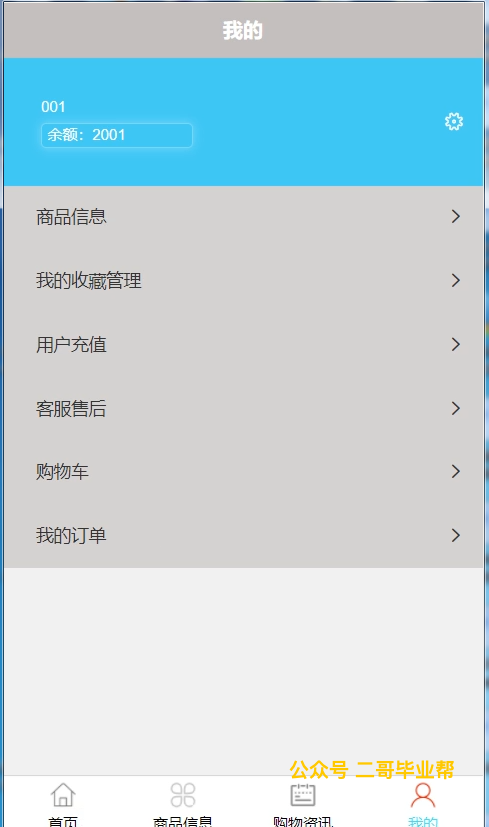 我的
001
余额：2001
商品信息
我的收藏管理
用户充值
客服售后
购物车
我的订单
公众号 二哥毕业帮
首页 商品信息 购物资讯 我的